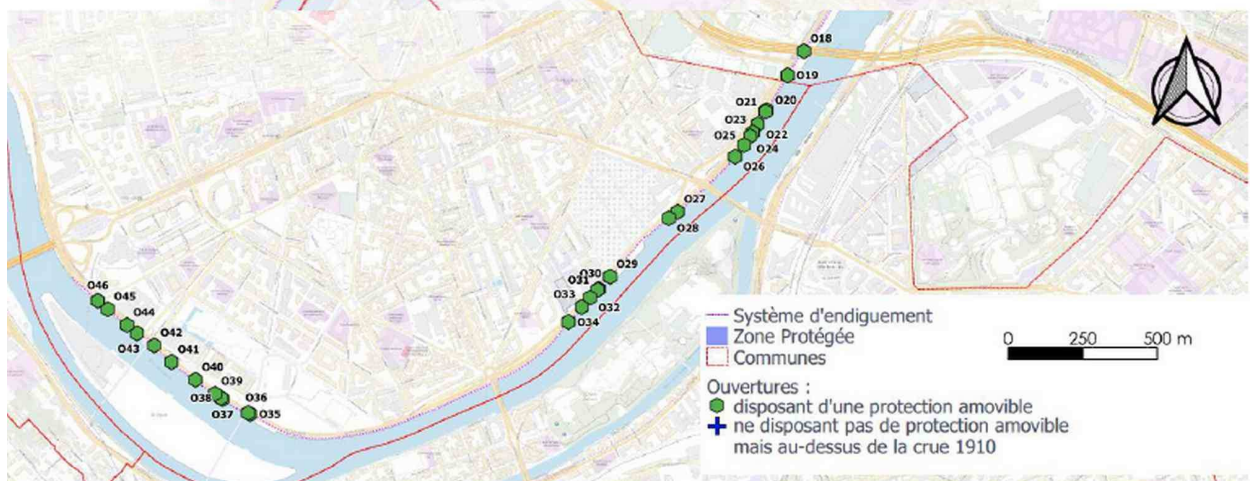 O18
O19
O21
O20
O23
O25
O22
O24
O26
O27
O28
O29
O30
O31
O33
O32
O34
O46
O45
O44
O42
O43
O41
O40
O39
O38
O36
O37
O35
Système d'endiguement
Zone Protégée
Communes
0 250 500 m
Ouvertures :
disposant d'une protection amovible
ne disposant pas de protection amovible
mais au-dessus de la crue 1910